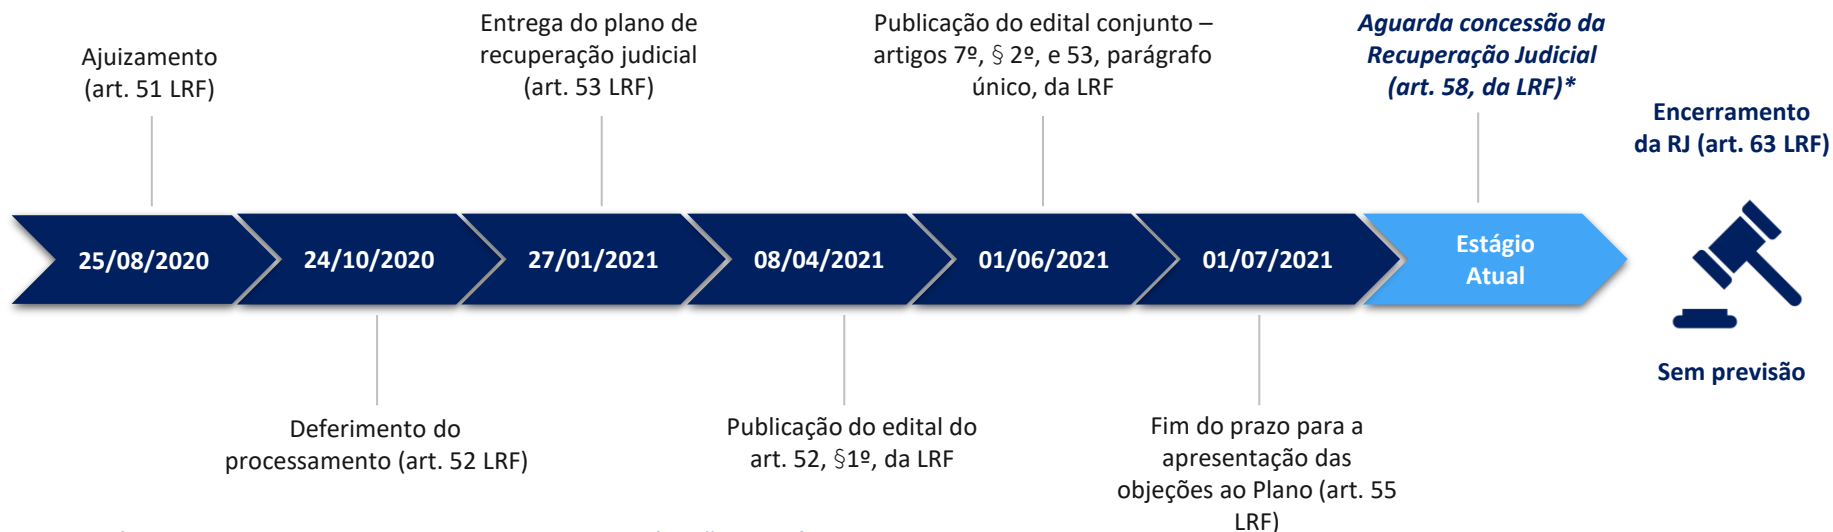 Ajuizamento
(art. 51 LRF)
Entrega do plano de
recuperação judicial
(art. 53 LRF)
Publicação do edital conjunto –
artigos 7º, § 2º, e 53, parágrafo
único, da LRF
Aguarda concessão da
Recuperação Judicial
(art. 58, da LRF)*
Encerramento
da RJ (art. 63 LRF)
25/08/2020
24/10/2020
27/01/2021
08/04/2021
01/06/2021
01/07/2021
Estágio
Atual
Sem previsão
Deferimento do
processamento (art. 52 LRF)
Publicação do edital do
art. 52, §1º, da LRF
Fim do prazo para a
apresentação das
objeções ao Plano (art. 55
LRF)